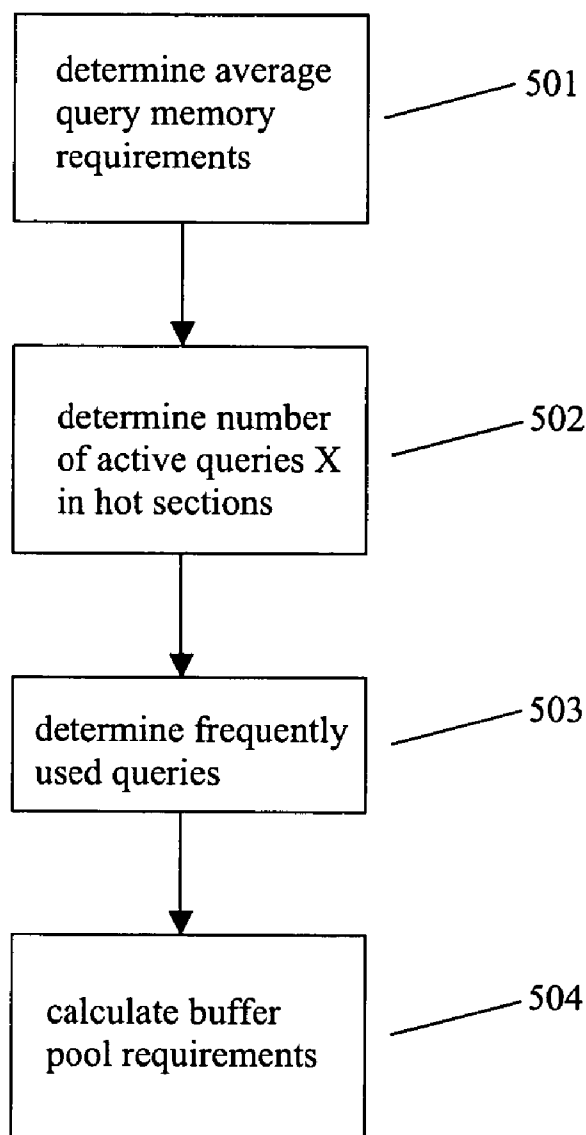 determine average
query memory
requirements
501
determine number
of active queries X
in hot sections
502
determine frequently
used queries
503
calculate buffer
pool requirements
504